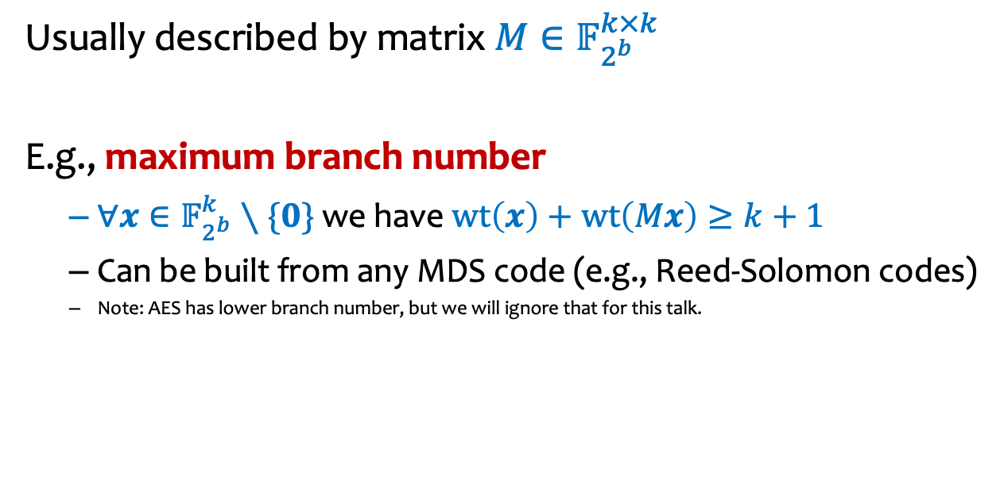 Usually described by matrix $M \in \mathbb{F}_{2^b}^{k \times k}$
E.g., maximum branch number
– $\forall \boldsymbol{x} \in \mathbb{F}_{2^b}^{k} \setminus \{\mathbf{0}\}$ we have $\mathrm{wt}(\boldsymbol{x}) + \mathrm{wt}(M\boldsymbol{x}) \geq k + 1$
– Can be built from any MDS code (e.g., Reed-Solomon codes)
– Note: AES has lower branch number, but we will ignore that for this talk.